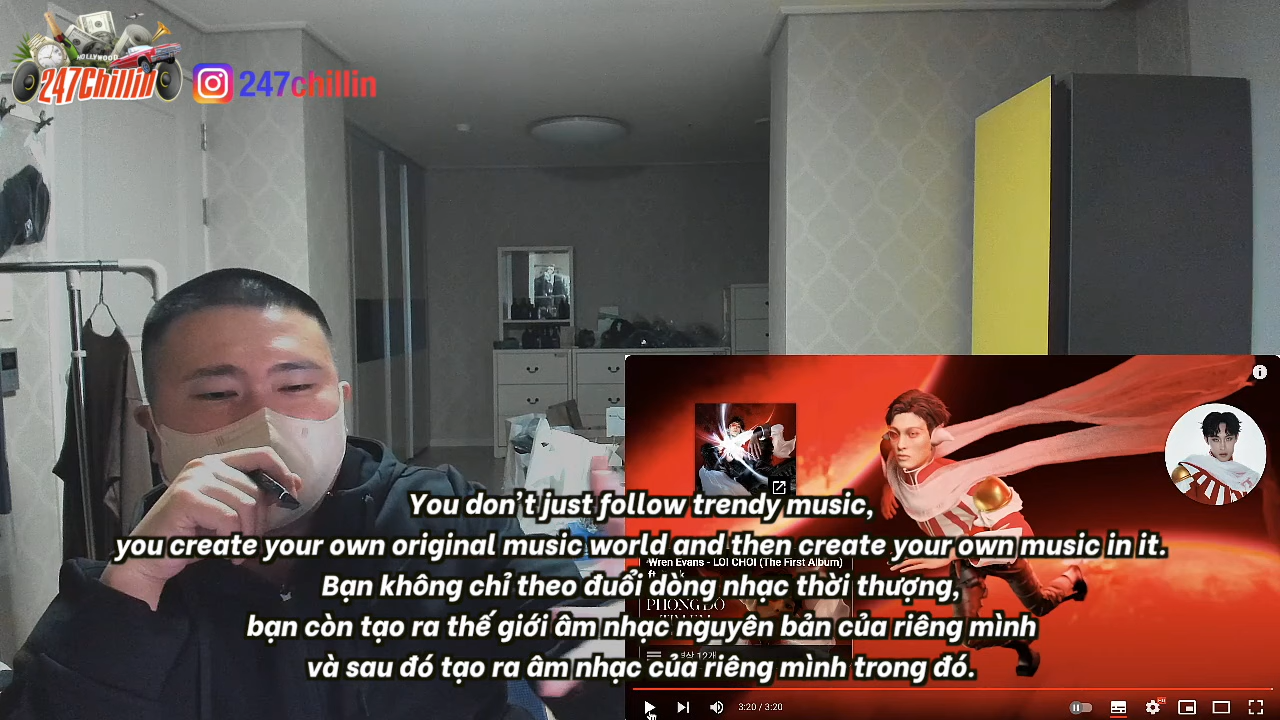 HOLLYWOOD
247Chillin
247chillin
You don't just follow trendy music,
you create your own original music world and then create your own music in it.
Wren Evans - LOI CHOI (The First Album)
Bạn không chỉ theo đuổi dòng nhạc thời thượng,
PHONG ĐỘ
bạn còn tạo ra thế giới âm nhạc nguyên bản của riêng mình
và sau đó tạo ra âm nhạc của riêng mình trong đó.
3:20 / 3:20